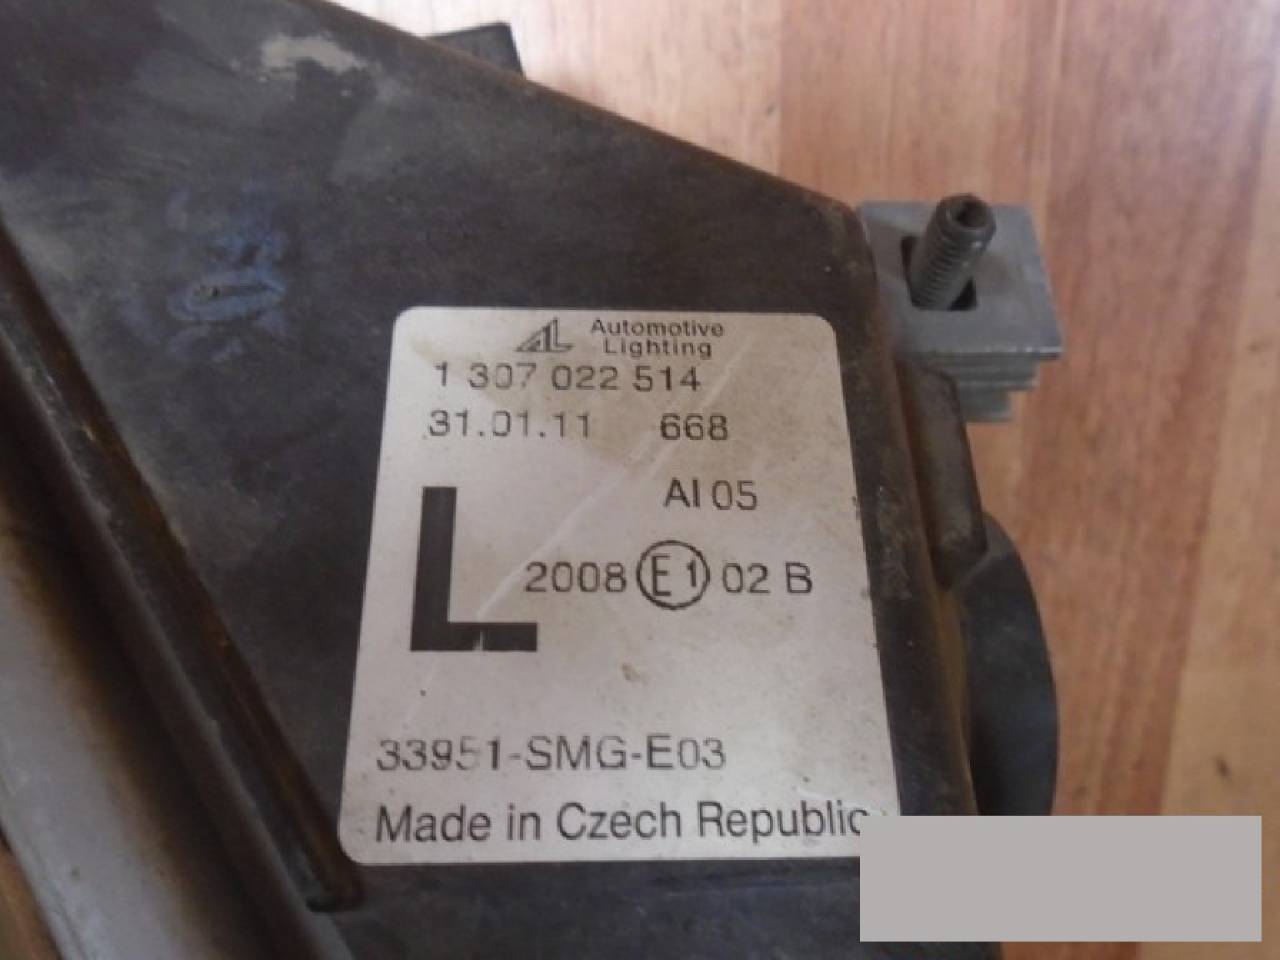 AL Automotive
Lighting
1 307 022 514
31.01.11 668
AI 05
L
2008 E1 02 B
33951-SMG-E03
Made in Czech Republic